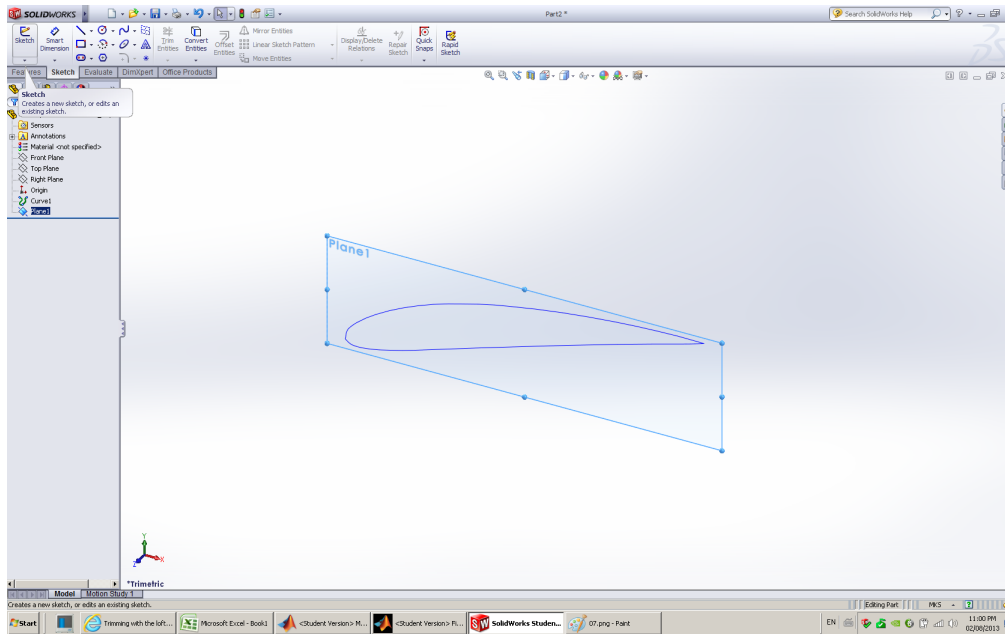 SOLIDWORKS
Part2 *
Search SolidWorks Help
Sketch
Smart Dimension
Trim Entities
Convert Entities
Offset Entities
Mirror Entities
Linear Sketch Pattern
Move Entities
Display/Delete Relations
Repair Sketch
Quick Snaps
Rapid Sketch
Features
Sketch
Evaluate
DimXpert
Office Products
Sketch
Creates a new sketch, or edits an
existing sketch.
Sensors
Annotations
Material <not specified>
Front Plane
Top Plane
Right Plane
Origin
Curve1
Plane1
Plane1
Y
X
Z
*Trimetric
Model
Motion Study 1
Creates a new sketch, or edits an existing sketch.
Editing Part
MKS
Start
Trimming with the loft...
Microsoft Excel - Book1
<Student Version> M...
<Student Version> Fi...
SolidWorks Studen...
07.png - Paint
EN
11:00 PM
02/08/2013